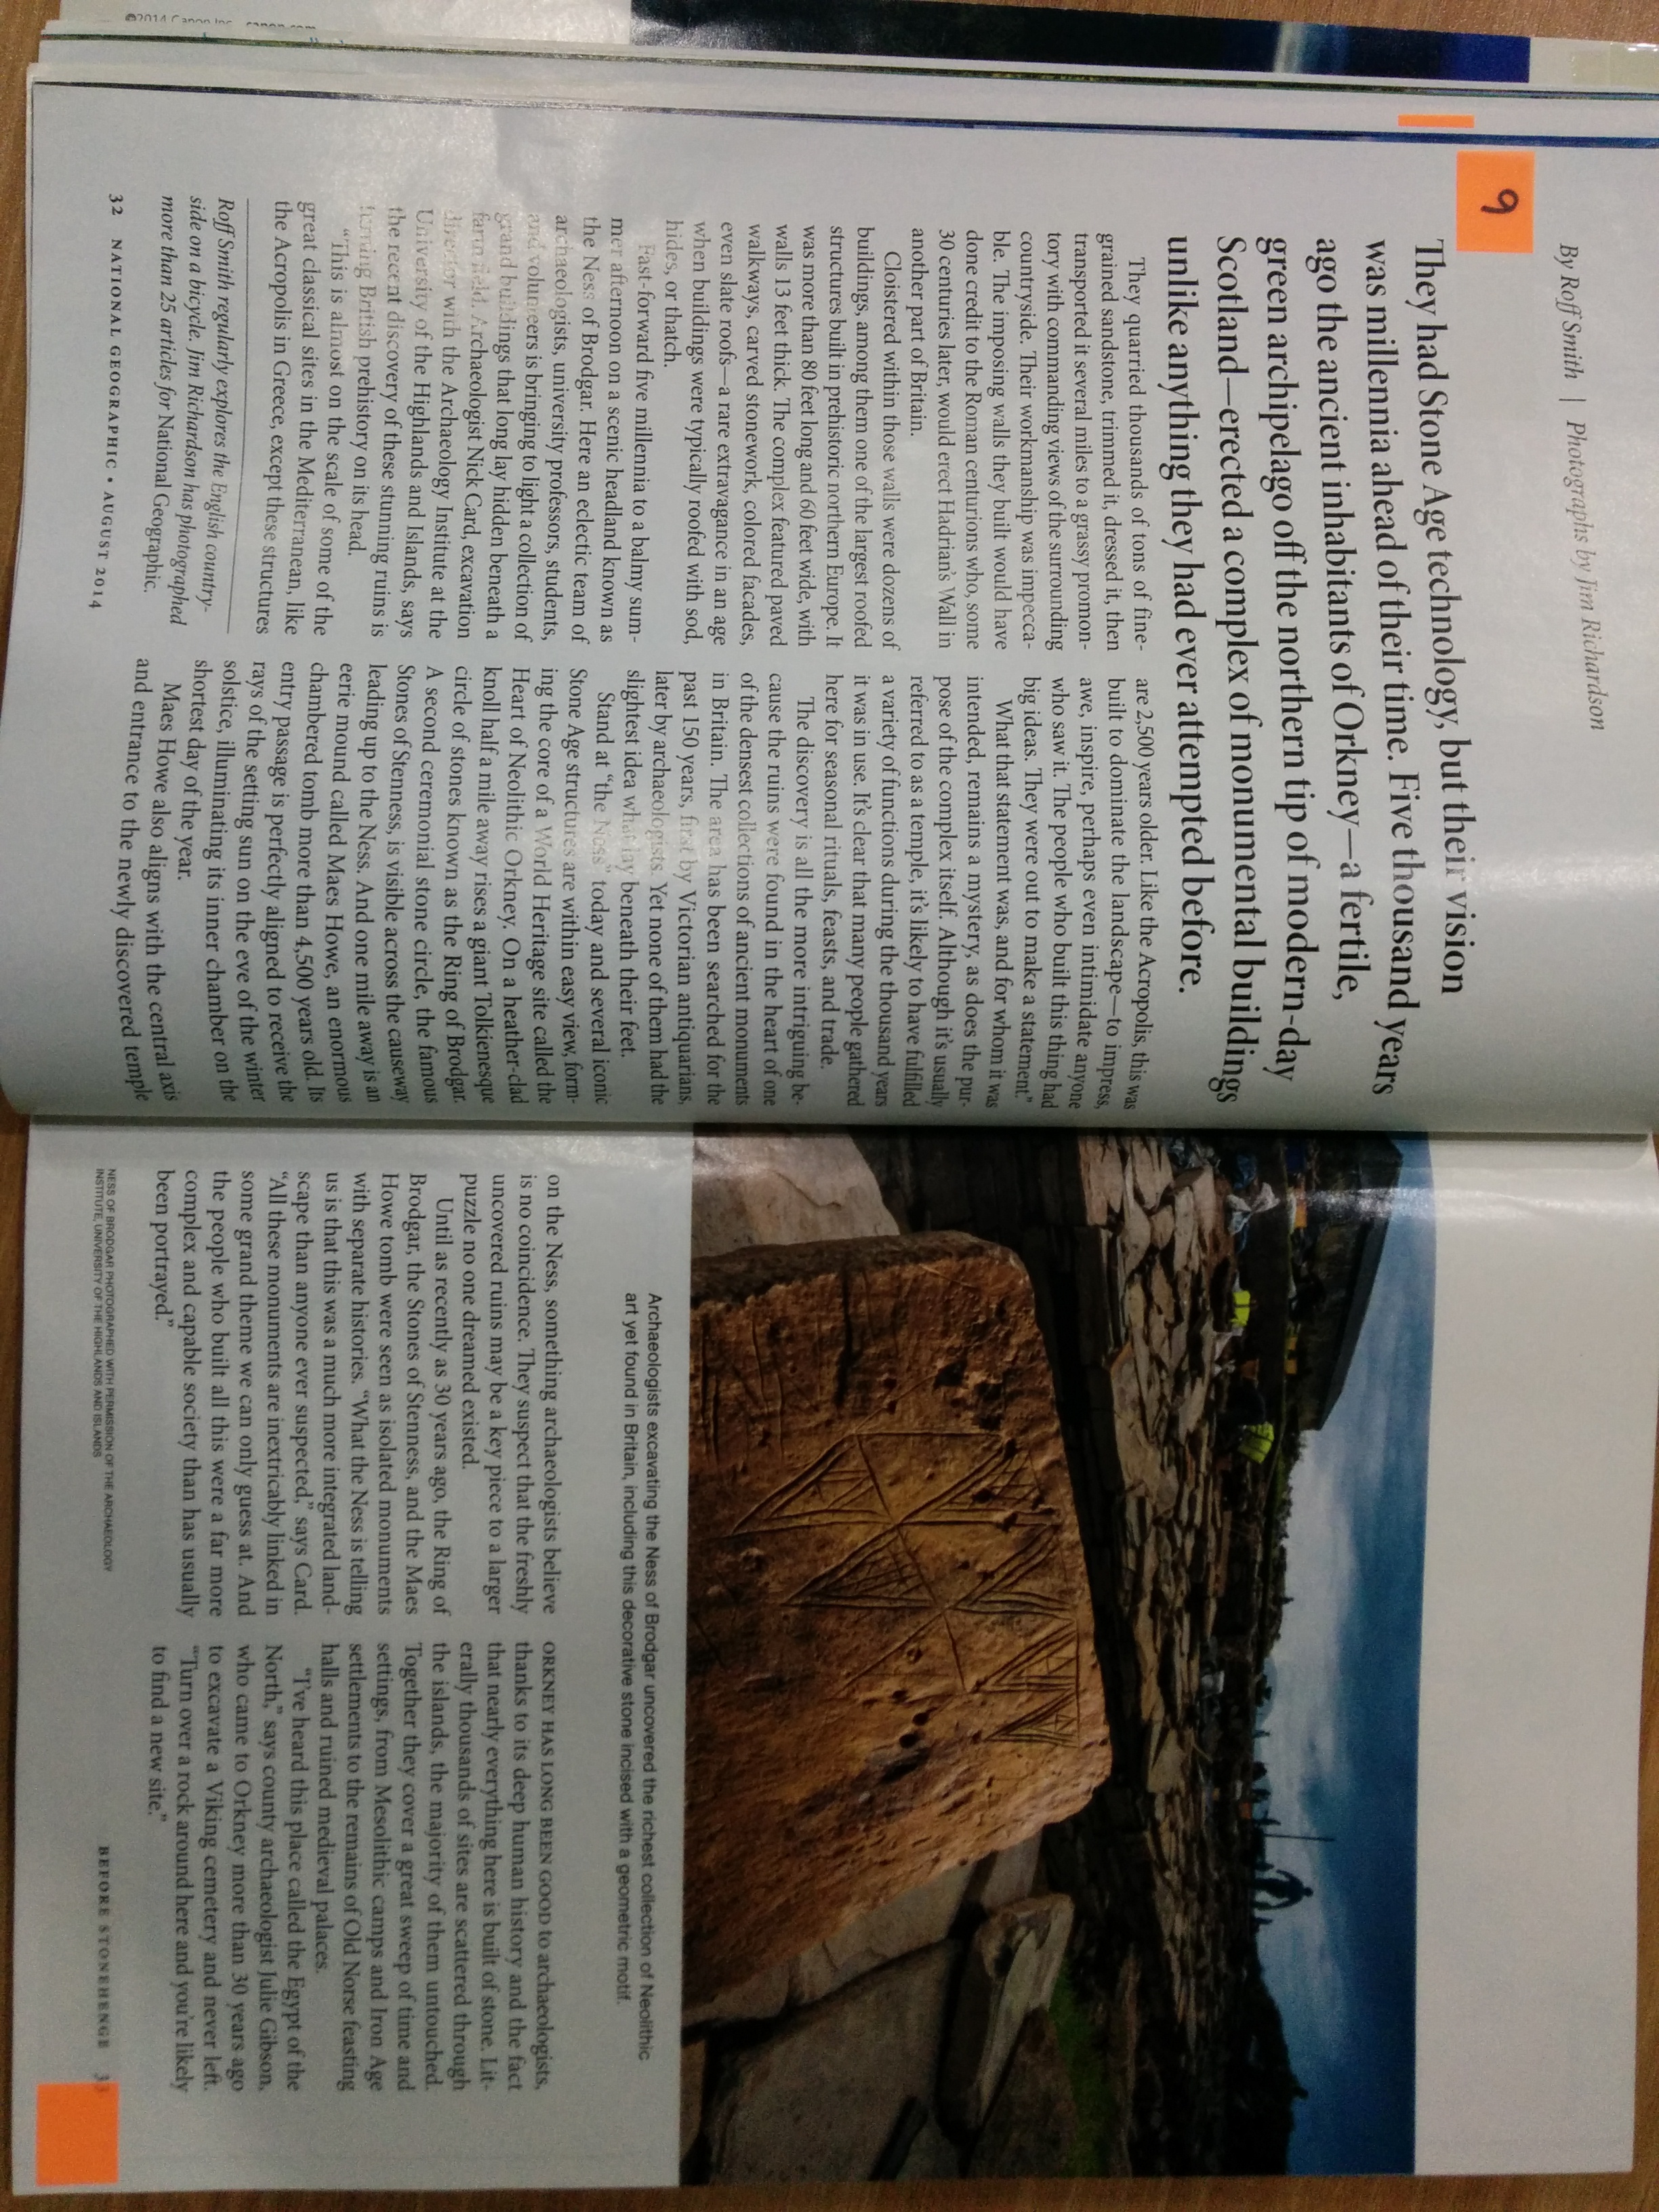 ©2014 Canon Inc. canon.com
9
By Roff Smith | Photographs by Jim Richardson
They had Stone Age technology, but their vision
was millennia ahead of their time. Five thousand years
ago the ancient inhabitants of Orkney—a fertile,
green archipelago off the northern tip of modern-day
Scotland—erected a complex of monumental buildings
unlike anything they had ever attempted before.
They quarried thousands of tons of fine-
grained sandstone, trimmed it, dressed it, then
transported it several miles to a grassy promon-
tory with commanding views of the surrounding
countryside. Their workmanship was impecca-
ble. The imposing walls they built would have
done credit to the Roman centurions who, some
30 centuries later, would erect Hadrian's Wall in
another part of Britain.
Cloistered within those walls were dozens of
buildings, among them one of the largest roofed
structures built in prehistoric northern Europe. It
was more than 80 feet long and 60 feet wide, with
walls 13 feet thick. The complex featured paved
walkways, carved stonework, colored facades,
even slate roofs—a rare extravagance in an age
when buildings were typically roofed with sod,
hides, or thatch.
Fast-forward five millennia to a balmy sum-
mer afternoon on a scenic headland known as
the Ness of Brodgar. Here an eclectic team of
archaeologists, university professors, students,
and volunteers is bringing to light a collection of
grand buildings that long lay hidden beneath a
farm field. Archaeologist Nick Card, excavation
director with the Archaeology Institute at the
University of the Highlands and Islands, says
the recent discovery of these stunning ruins is
turning British prehistory on its head.
"This is almost on the scale of some of the
great classical sites in the Mediterranean, like
the Acropolis in Greece, except these structures
Roff Smith regularly explores the English country-
side on a bicycle. Jim Richardson has photographed
more than 25 articles for National Geographic.
32 NATIONAL GEOGRAPHIC • AUGUST 2014
are 2,500 years older. Like the Acropolis, this was
built to dominate the landscape—to impress,
awe, inspire, perhaps even intimidate anyone
who saw it. The people who built this thing had
big ideas. They were out to make a statement."
What that statement was, and for whom it was
intended, remains a mystery, as does the pur-
pose of the complex itself. Although it's usually
referred to as a temple, it's likely to have fulfilled
a variety of functions during the thousand years
it was in use. It's clear that many people gathered
here for seasonal rituals, feasts, and trade.
The discovery is all the more intriguing be-
cause the ruins were found in the heart of one
of the densest collections of ancient monuments
in Britain. The area has been searched for the
past 150 years, first by Victorian antiquarians,
later by archaeologists. Yet none of them had the
slightest idea what lay beneath their feet.
Stand at "the Ness" today and several iconic
Stone Age structures are within easy view, form-
ing the core of a World Heritage site called the
Heart of Neolithic Orkney. On a heather-clad
knoll half a mile away rises a giant Tolkienesque
circle of stones known as the Ring of Brodgar.
A second ceremonial stone circle, the famous
Stones of Stenness, is visible across the causeway
leading up to the Ness. And one mile away is an
eerie mound called Maes Howe, an enormous
chambered tomb more than 4,500 years old. Its
entry passage is perfectly aligned to receive the
rays of the setting sun on the eve of the winter
solstice, illuminating its inner chamber on the
shortest day of the year.
Maes Howe also aligns with the central axis
and entrance to the newly discovered temple
Archaeologists excavating the Ness of Brodgar uncovered the richest collection of Neolithic
art yet found in Britain, including this decorative stone incised with a geometric motif.
on the Ness, something archaeologists believe
is no coincidence. They suspect that the freshly
uncovered ruins may be a key piece to a larger
puzzle no one dreamed existed.
Until as recently as 30 years ago, the Ring of
Brodgar, the Stones of Stenness, and the Maes
Howe tomb were seen as isolated monuments
with separate histories. "What the Ness is telling
us is that this was a much more integrated land-
scape than anyone ever suspected," says Card.
"All these monuments are inextricably linked in
some grand theme we can only guess at. And
the people who built all this were a far more
complex and capable society than has usually
been portrayed."
ORKNEY HAS LONG BEEN GOOD to archaeologists,
thanks to its deep human history and the fact
that nearly everything here is built of stone. Lit-
erally thousands of sites are scattered through
the islands, the majority of them untouched.
Together they cover a great sweep of time and
settings, from Mesolithic camps and Iron Age
settlements to the remains of Old Norse feasting
halls and ruined medieval palaces.
"I've heard this place called the Egypt of the
North," says county archaeologist Julie Gibson,
who came to Orkney more than 30 years ago
to excavate a Viking cemetery and never left.
"Turn over a rock around here and you're likely
to find a new site."
NESS OF BRODGAR PHOTOGRAPHED WITH PERMISSION OF THE ARCHAEOLOGY
INSTITUTE, UNIVERSITY OF THE HIGHLANDS AND ISLANDS
BEFORE STONEHENGE 33